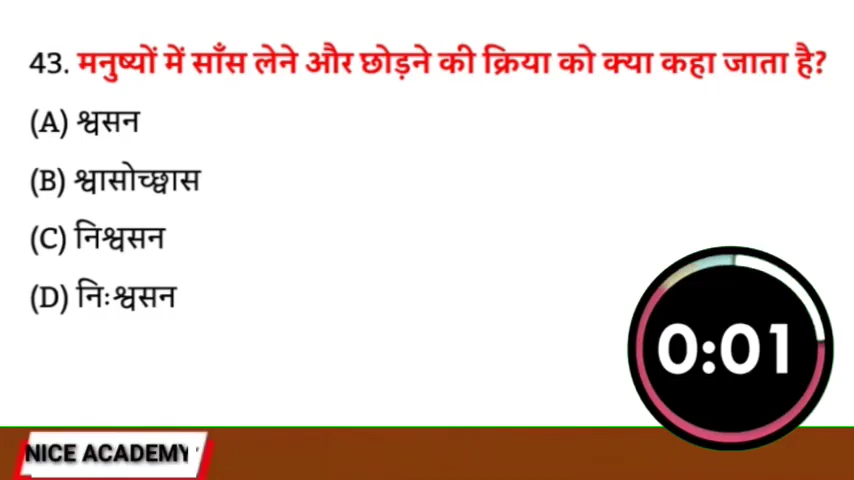 43. मनुष्यों में साँस लेने और छोड़ने की क्रिया को क्या कहा जाता है?
(A) श्वसन
(B) श्वासोच्छ्वास
(C) निश्वसन
(D) निःश्वसन
0:01
NICE ACADEMY